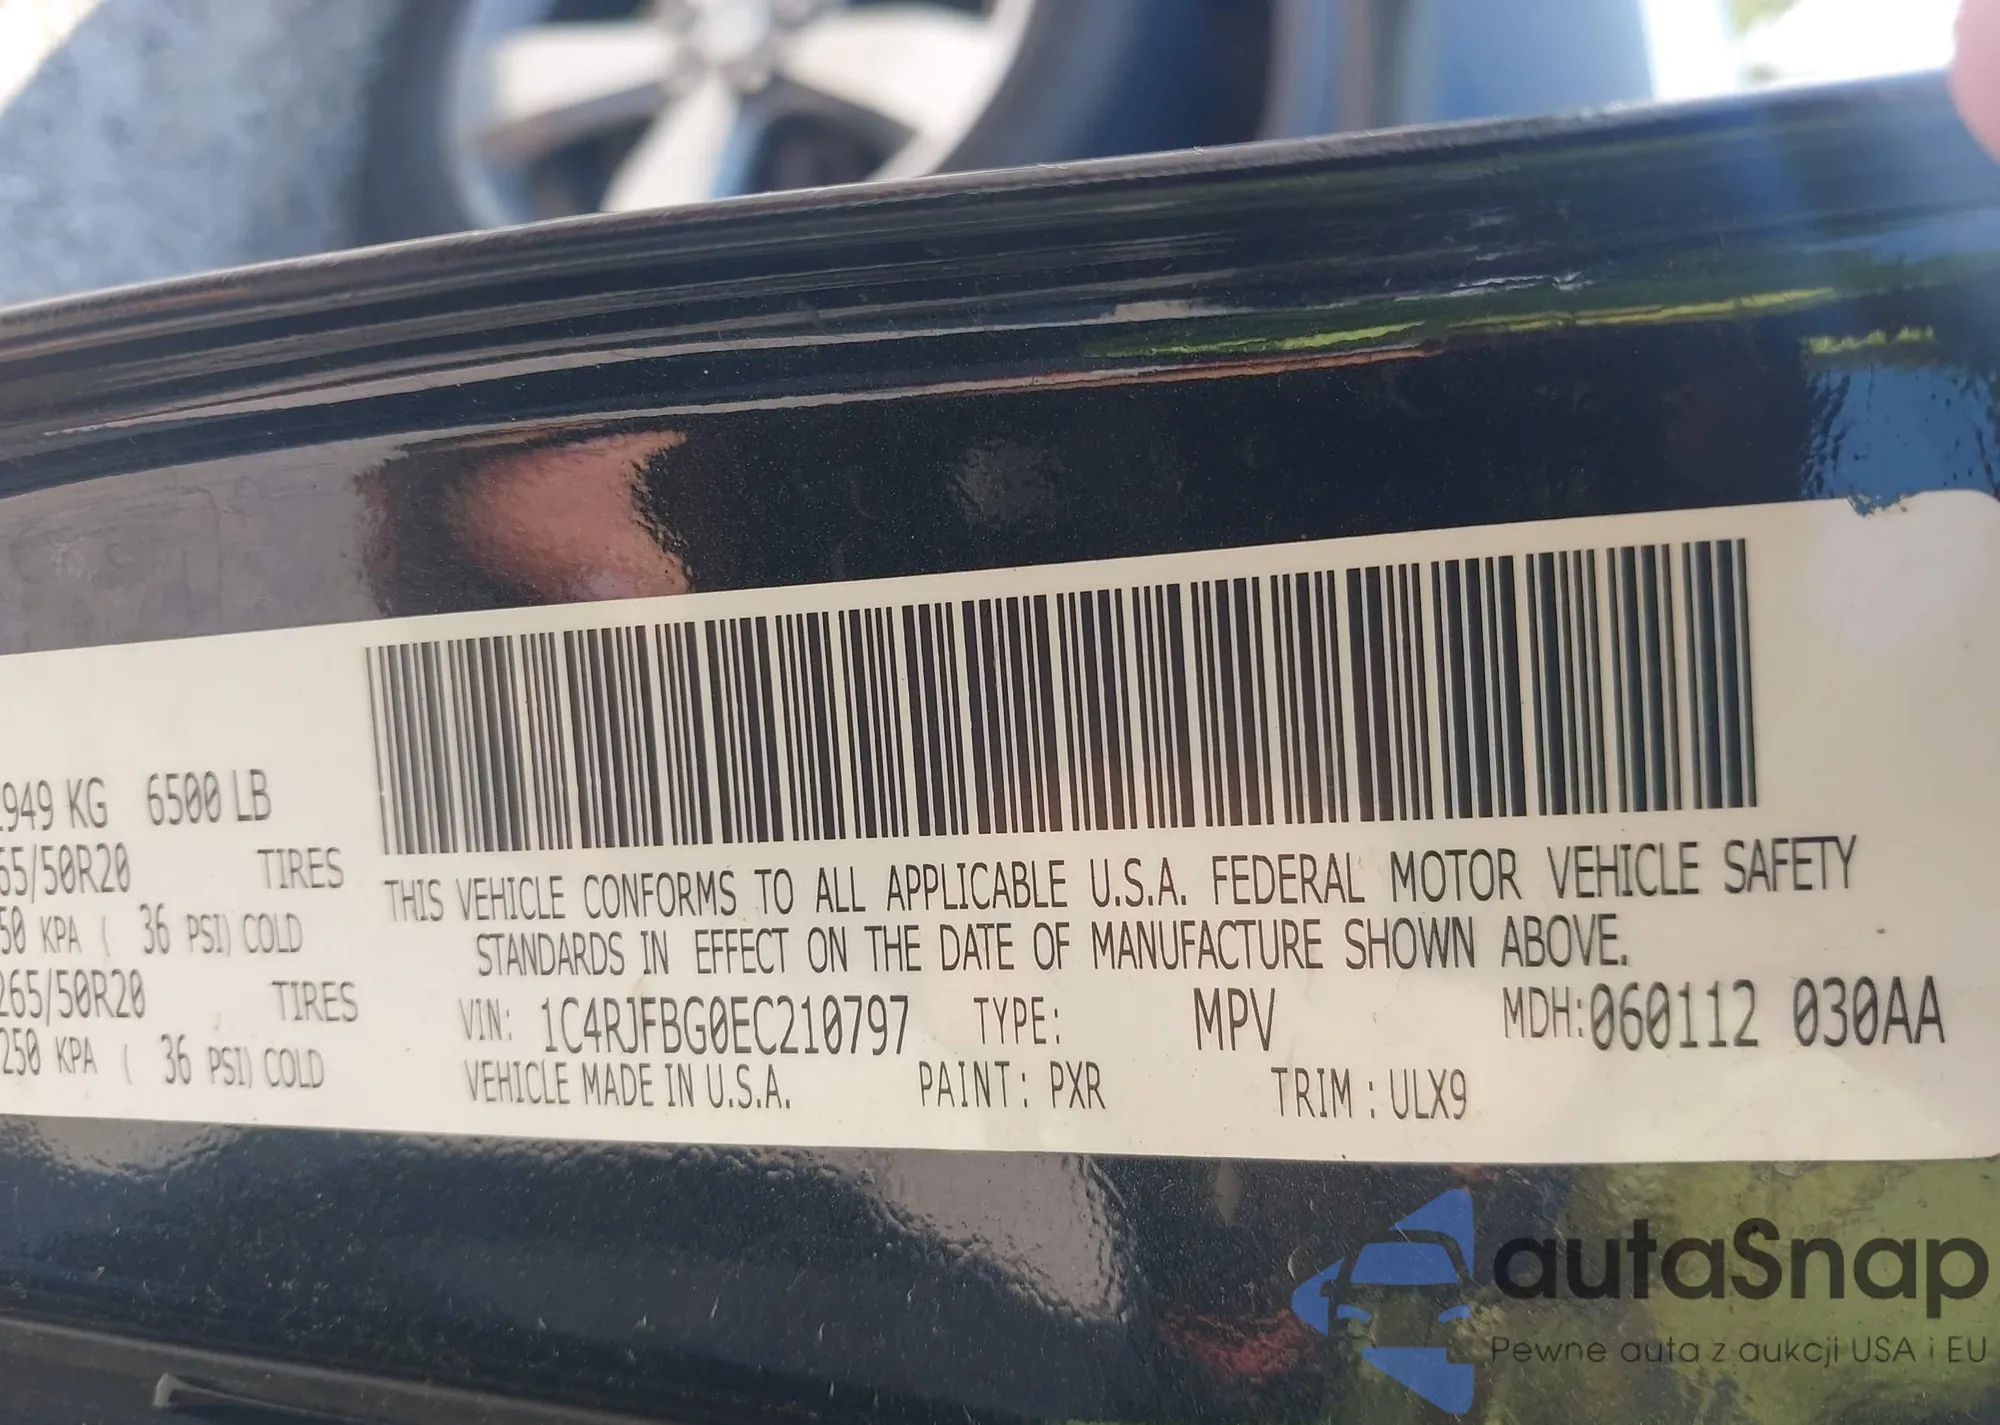 949 KG 6500 LB
65/50R20 TIRES
50 KPA ( 36 PSI) COLD
265/50R20 TIRES
250 KPA ( 36 PSI) COLD
THIS VEHICLE CONFORMS TO ALL APPLICABLE U.S.A. FEDERAL MOTOR VEHICLE SAFETY
STANDARDS IN EFFECT ON THE DATE OF MANUFACTURE SHOWN ABOVE.
VIN: 1C4RJFBG0EC210797 TYPE: MPV MDH:060112 030AA
VEHICLE MADE IN U.S.A. PAINT: PXR TRIM: ULX9
autaSnap
Pewne auta z aukcji USA i EU